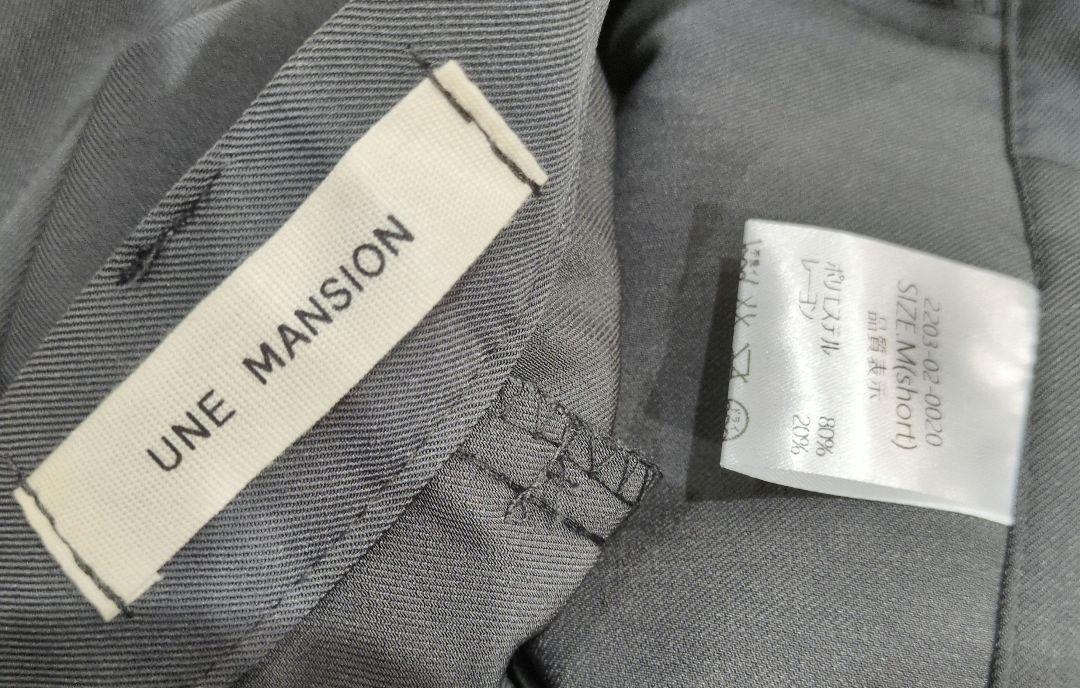 UNE MANSION
2203-02-0020
SIZE M(short)
品質表示
ポリエステル 80%
レーヨン 20%